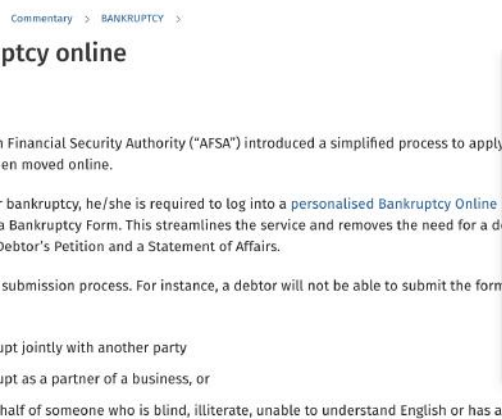 Commentary > BANKRUPTCY >
ptcy online
Financial Security Authority (“AFSA”) introduced a simplified process to apply
en moved online.
bankruptcy, he/she is required to log into a personalised Bankruptcy Online
a Bankruptcy Form. This streamlines the service and removes the need for a
Debtor's Petition and a Statement of Affairs.
submission process. For instance, a debtor will not be able to submit the form
upt jointly with another party
upt as a partner of a business, or
half of someone who is blind, illiterate, unable to understand English or has a